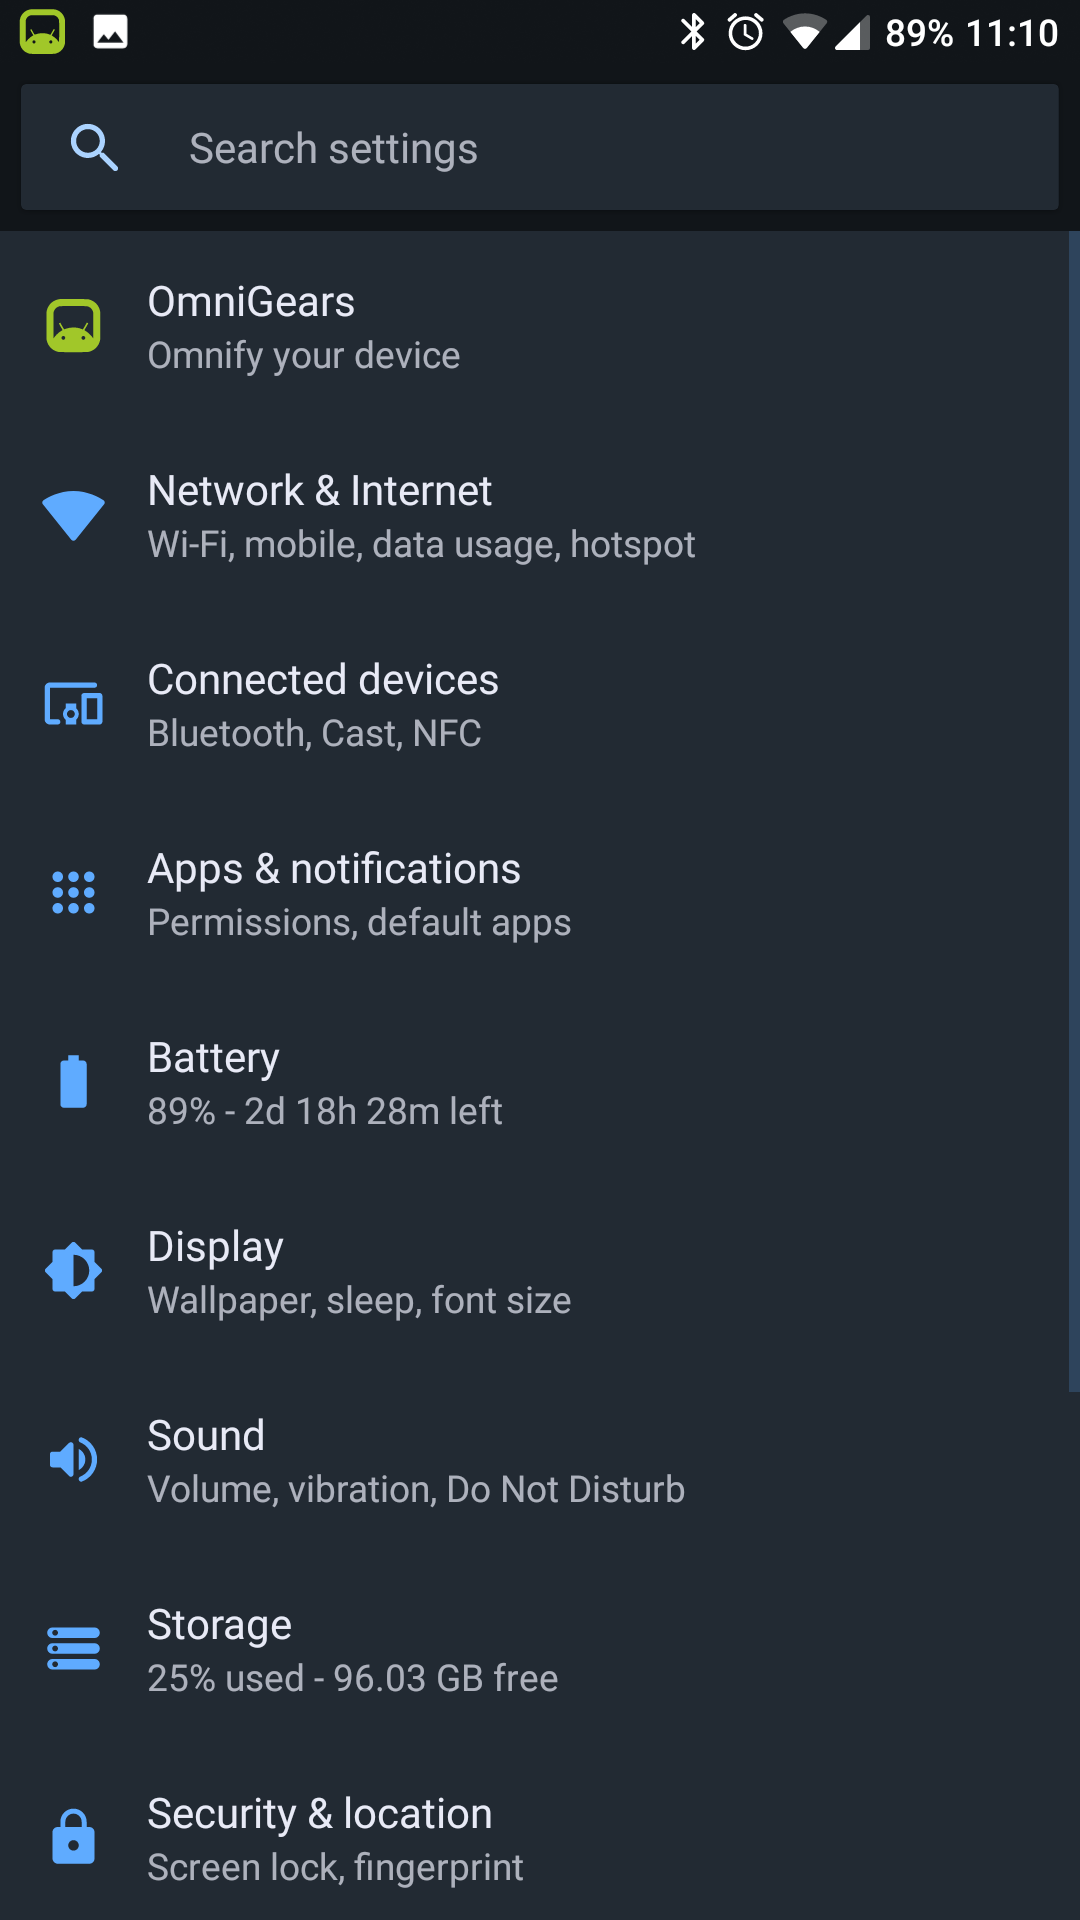 89% 11:10
Search settings
OmniGears
Omnify your device
Network & Internet
Wi-Fi, mobile, data usage, hotspot
Connected devices
Bluetooth, Cast, NFC
Apps & notifications
Permissions, default apps
Battery
89% - 2d 18h 28m left
Display
Wallpaper, sleep, font size
Sound
Volume, vibration, Do Not Disturb
Storage
25% used - 96.03 GB free
Security & location
Screen lock, fingerprint